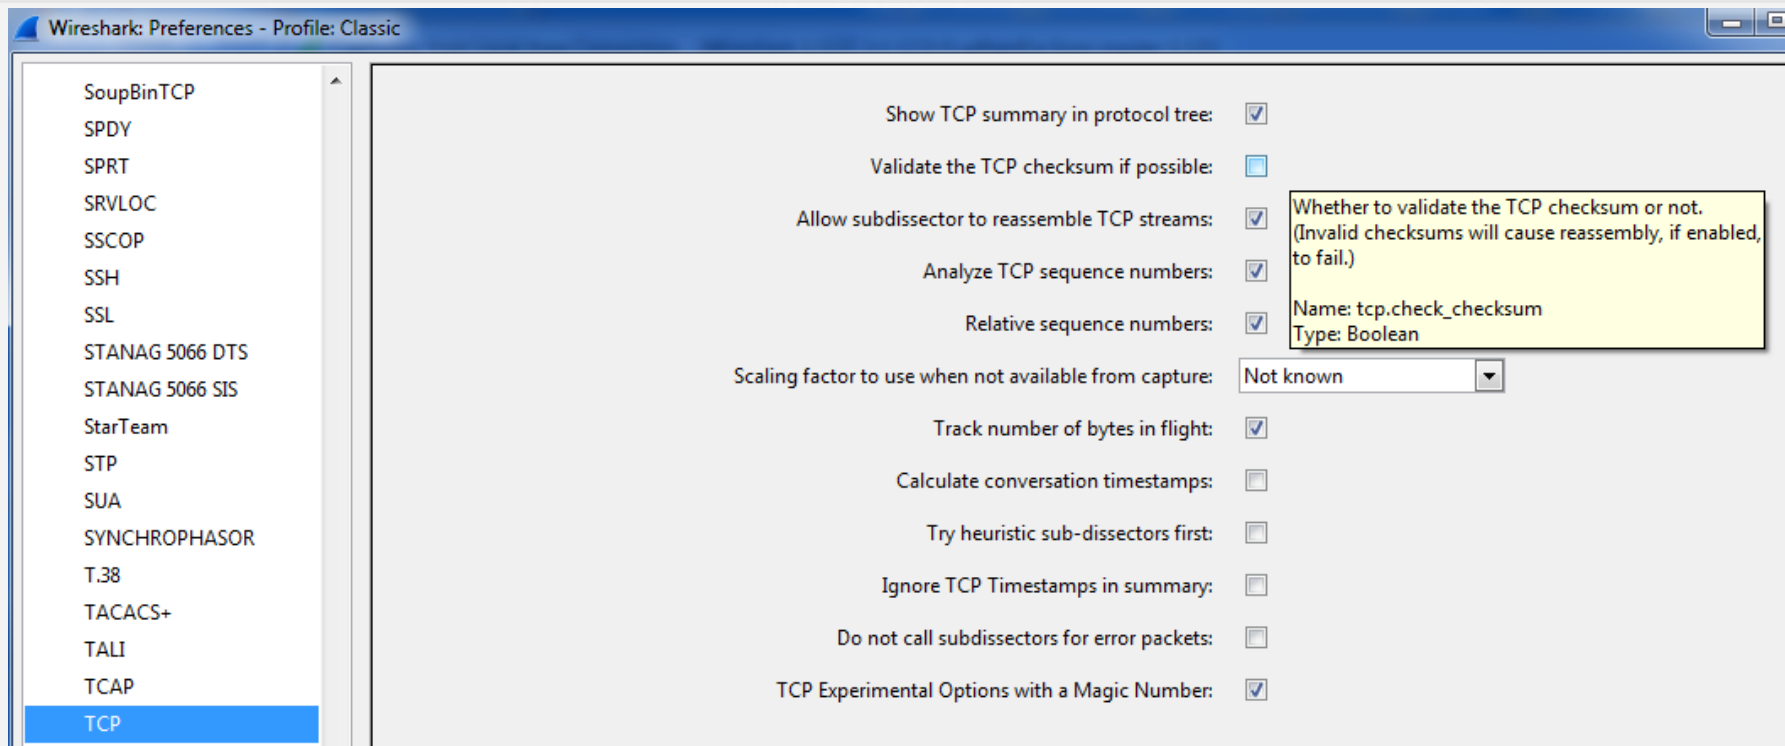 Wireshark: Preferences - Profile: Classic
SoupBinTCP
SPDY
SPRT
SRVLOC
SSCOP
SSH
SSL
STANAG 5066 DTS
STANAG 5066 SIS
StarTeam
STP
SUA
SYNCHROPHASOR
T.38
TACACS+
TALI
TCAP
TCP
Show TCP summary in protocol tree:
Validate the TCP checksum if possible:
Allow subdissector to reassemble TCP streams:
Analyze TCP sequence numbers:
Relative sequence numbers:
Scaling factor to use when not available from capture: Not known
Track number of bytes in flight:
Calculate conversation timestamps:
Try heuristic sub-dissectors first:
Ignore TCP Timestamps in summary:
Do not call subdissectors for error packets:
TCP Experimental Options with a Magic Number:
Whether to validate the TCP checksum or not.
(Invalid checksums will cause reassembly, if enabled,
to fail.)
Name: tcp.check_checksum
Type: Boolean